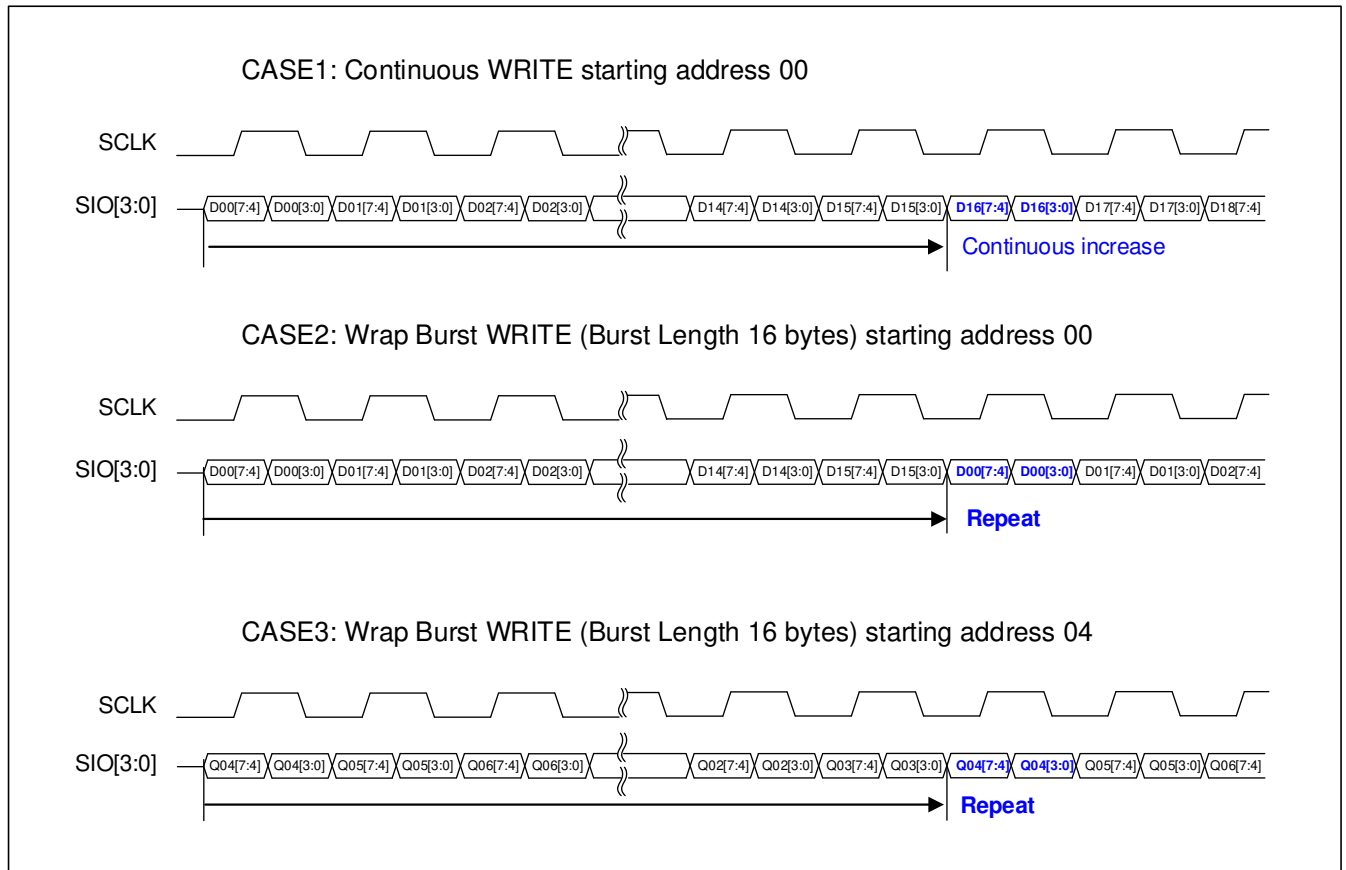 CASE1: Continuous WRITE starting address 00
SCLK
SIO[3:0] D00[7:4] D00[3:0] D01[7:4] D01[3:0] D02[7:4] D02[3:0] D14[7:4] D14[3:0] D15[7:4] D15[3:0] D16[7:4] D16[3:0] D17[7:4] D17[3:0] D18[7:4]
Continuous increase
CASE2: Wrap Burst WRITE (Burst Length 16 bytes) starting address 00
SCLK
SIO[3:0] D00[7:4] D00[3:0] D01[7:4] D01[3:0] D02[7:4] D02[3:0] D14[7:4] D14[3:0] D15[7:4] D15[3:0] D00[7:4] D00[3:0] D01[7:4] D01[3:0] D02[7:4]
Repeat
CASE3: Wrap Burst WRITE (Burst Length 16 bytes) starting address 04
SCLK
SIO[3:0] Q04[7:4] Q04[3:0] Q05[7:4] Q05[3:0] Q06[7:4] Q06[3:0] Q02[7:4] Q02[3:0] Q03[7:4] Q03[3:0] Q04[7:4] Q04[3:0] Q05[7:4] Q05[3:0] Q06[7:4]
Repeat